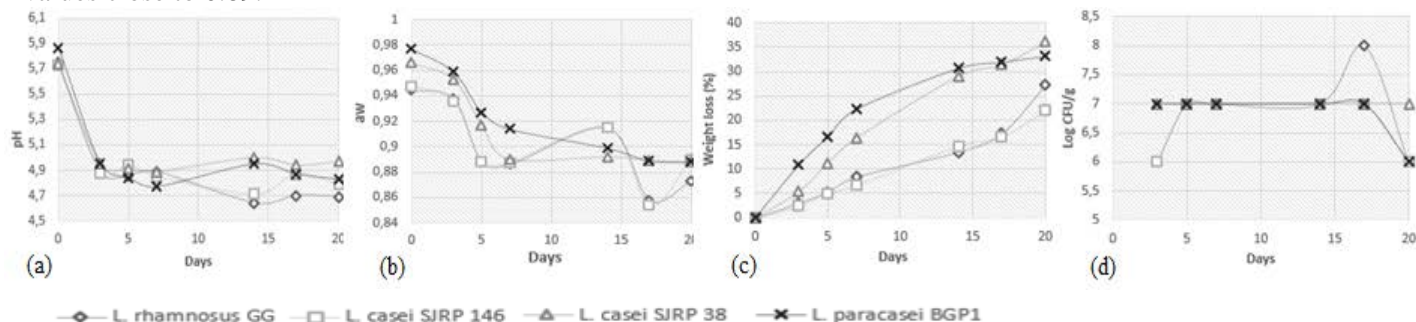 6,1
5,9
5,7
5,5
5,3
5,1
4,9
4,7
4,5
pH
0 5 10 15 20
Days
(a)
1
0,98
0,96
0,94
0,92
0,9
0,88
0,86
0,84
aw
0 5 10 15 20
Days
(b)
40
35
30
25
20
15
10
5
0
Weight loss (%)
0 5 10 15 20
Days
(c)
8,5
8
7,5
7
6,5
6
5,5
5
Log CFU/g
0 5 10 15 20
Days
(d)
L. rhamnosus GG L. casei SJRP 146 L. casei SJRP 38 L. paracasei BGP1